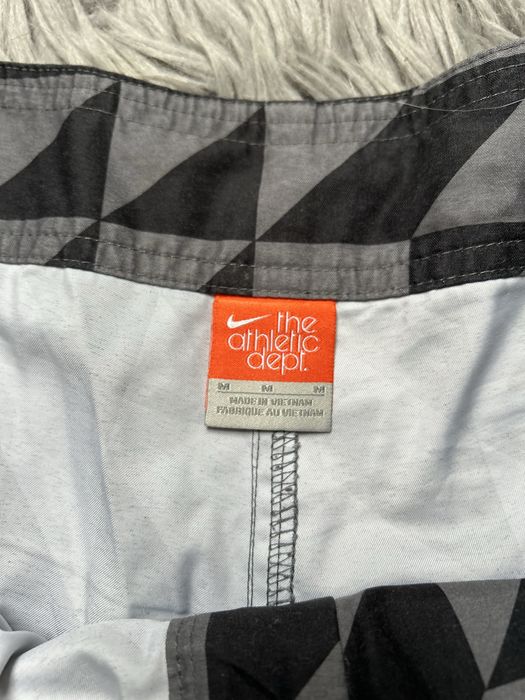 the
athletic
dept.
M M M
MADE IN VIETNAM
FABRIQUE AU VIETNAM